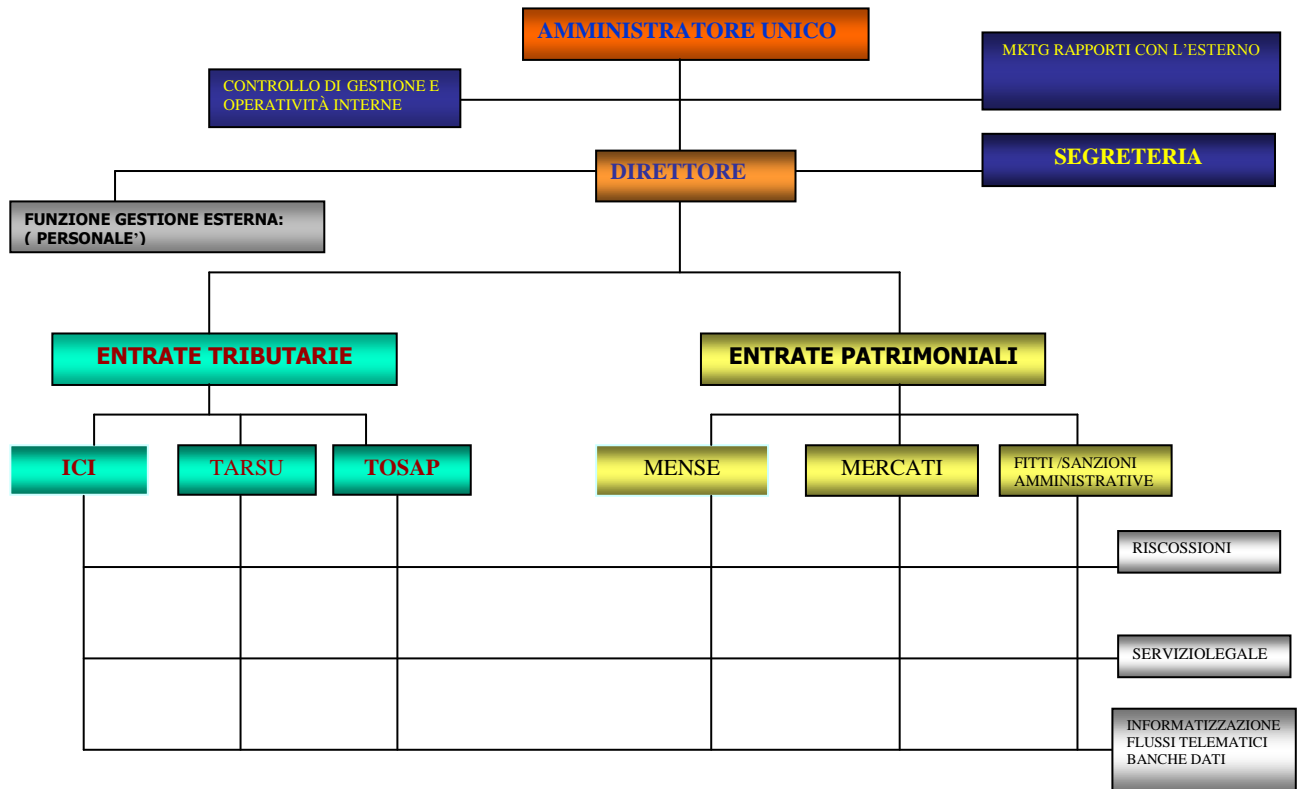 AMMINISTRATORE UNICO
MKTG RAPPORTI CON L'ESTERNO
CONTROLLO DI GESTIONE E
OPERATIVITÀ INTERNE
DIRETTORE
SEGRETERIA
FUNZIONE GESTIONE ESTERNA:
( PERSONALE’)
ENTRATE TRIBUTARIE
ENTRATE PATRIMONIALI
ICI
TARSU
TOSAP
MENSE
MERCATI
FITTI /SANZIONI
AMMINISTRATIVE
RISCOSSIONI
SERVIZIOLEGALE
INFORMATIZZAZIONE
FLUSSI TELEMATICI
BANCHE DATI